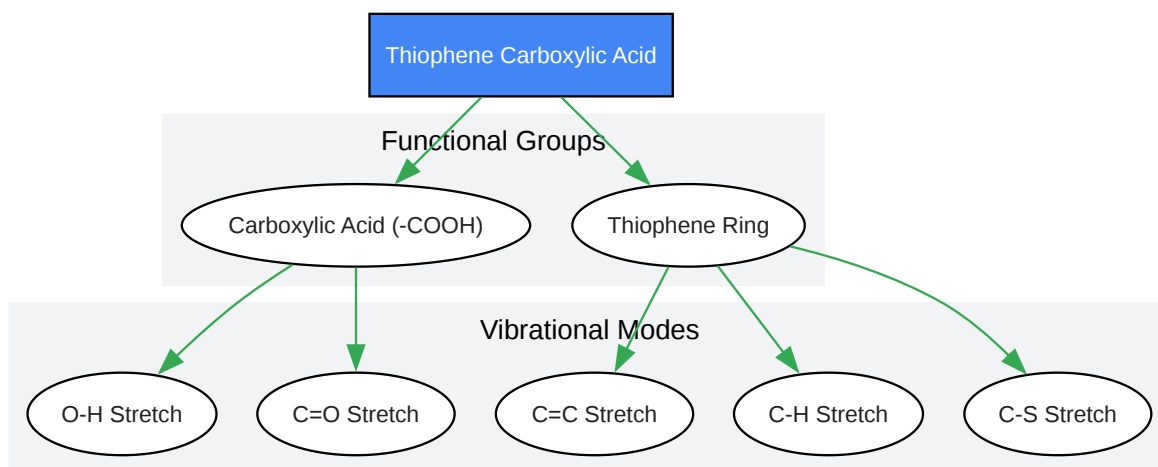 Thiophene Carboxylic Acid
Functional Groups
Carboxylic Acid (-COOH)
Thiophene Ring
Vibrational Modes
O-H Stretch
C=O Stretch
C=C Stretch
C-H Stretch
C-S Stretch